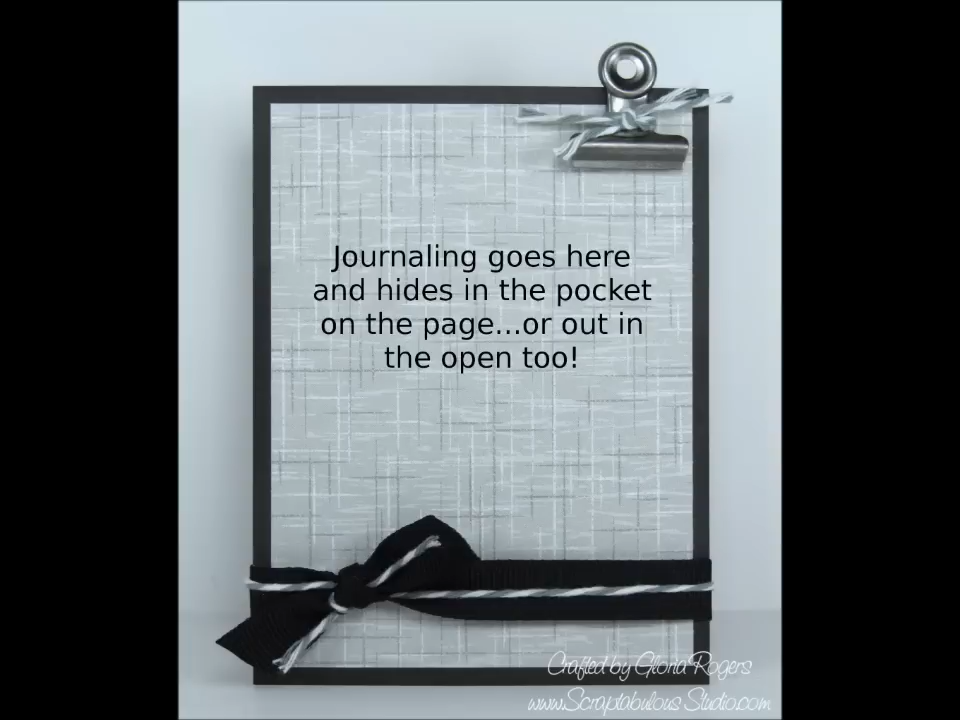 Journaling goes here
and hides in the pocket
on the page...or out in
the open too!
Crafted by Gloria Rogers
www.ScraptabulousStudio.com